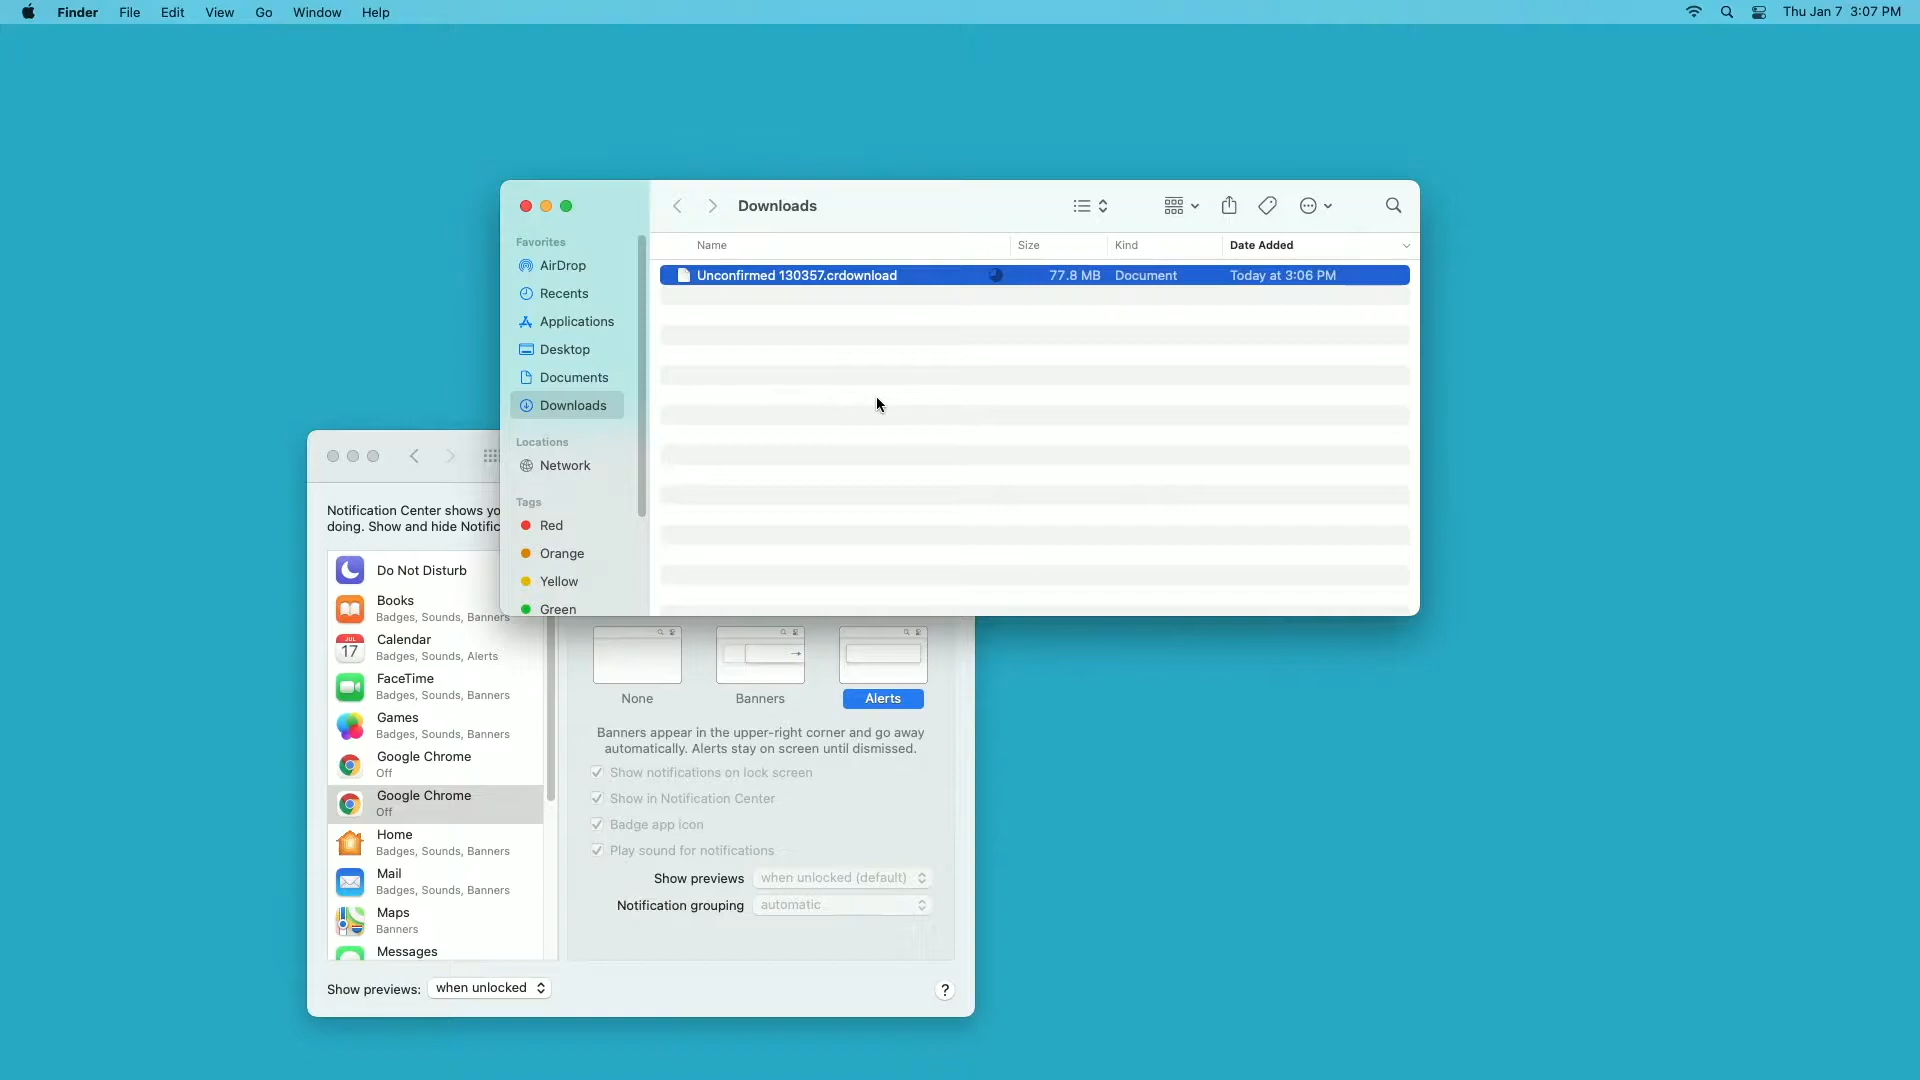 Finder File Edit View Go Window Help Thu Jan 7 3:07 PM
Downloads
Favorites
AirDrop
Recents
Applications
Desktop
Documents
Downloads
Locations
Network
Tags
Red
Orange
Yellow
Green
Name Size Kind Date Added
Unconfirmed 130357.crdownload 77.8 MB Document Today at 3:06 PM
Notification Center shows yo
doing. Show and hide Notific
Do Not Disturb
Books
Badges, Sounds, Banners
JUL
17
Calendar
Badges, Sounds, Alerts
FaceTime
Badges, Sounds, Banners
Games
Badges, Sounds, Banners
Google Chrome
Off
Google Chrome
Off
Home
Badges, Sounds, Banners
Mail
Badges, Sounds, Banners
Maps
Banners
Messages
None Banners Alerts
Banners appear in the upper-right corner and go away
automatically. Alerts stay on screen until dismissed.
Show notifications on lock screen
Show in Notification Center
Badge app icon
Play sound for notifications
Show previews when unlocked (default)
Notification grouping automatic
Show previews: when unlocked ?